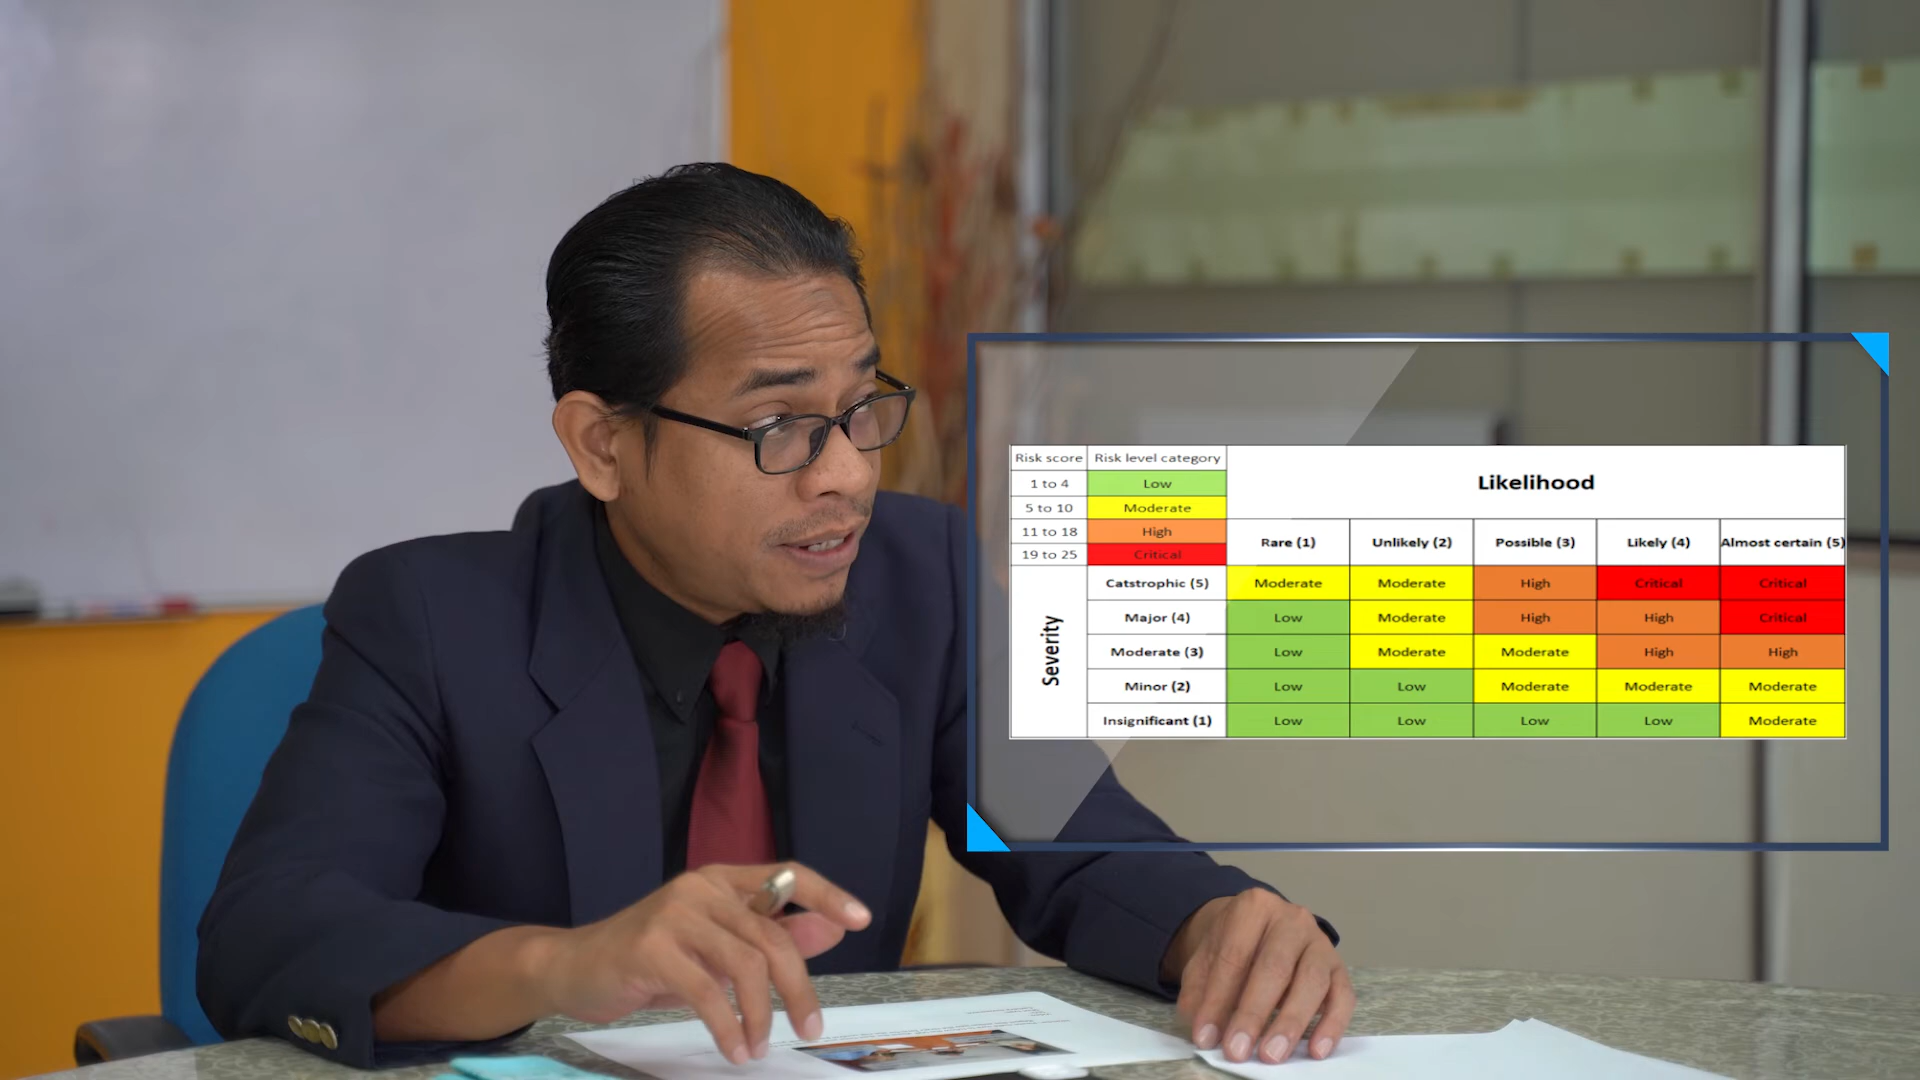 Risk score Risk level category
1 to 4 Low
5 to 10 Moderate
11 to 18 High
19 to 25 Critical
Likelihood
Rare (1) Unlikely (2) Possible (3) Likely (4) Almost certain (5)
Severity
Catstrophic (5) Moderate Moderate High Critical Critical
Major (4) Low Moderate High High Critical
Moderate (3) Low Moderate Moderate High High
Minor (2) Low Low Moderate Moderate Moderate
Insignificant (1) Low Low Low Low Moderate